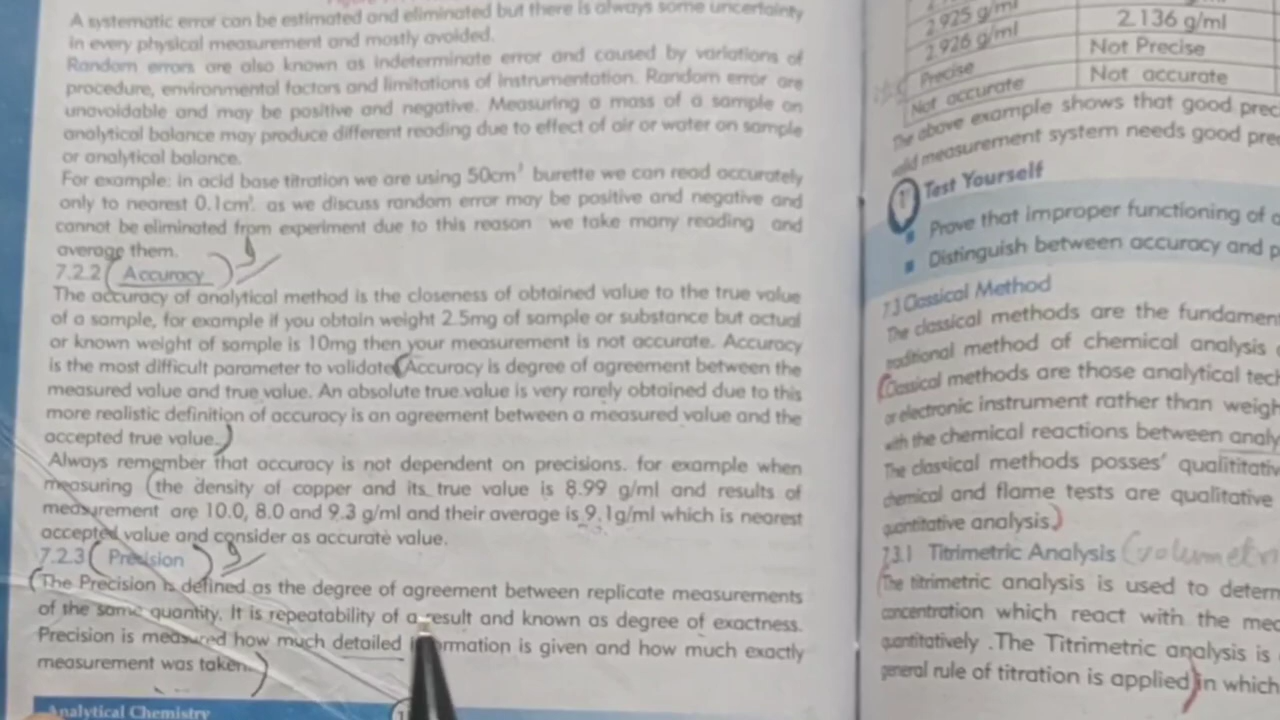 A systematic error can be estimated and eliminated but there is always some uncertainty
in every physical measurement and mostly avoided.
Random errors are also known as indeterminate error and caused by variations of
procedure, environmental factors and limitations of instrumentation. Random error are
unavoidable and may be positive and negative. Measuring a mass of a sample on
analytical balance may produce different reading due to effect of air or water on sample
or analytical balance.
For example: in acid base titration we are using 50cm³ burette we can read accurately
only to nearest 0.1cm³. as we discuss random error may be positive and negative and
cannot be eliminated from experiment due to this reason we take many reading and
average them.
7.2.2 Accuracy
The accuracy of analytical method is the closeness of obtained value to the true value
of a sample, for example if you obtain weight 2.5mg of sample or substance but actual
or known weight of sample is 10mg then your measurement is not accurate. Accuracy
is the most difficult parameter to validate. Accuracy is degree of agreement between the
measured value and true value. An absolute true value is very rarely obtained due to this
more realistic definition of accuracy is an agreement between a measured value and the
accepted true value.
Always remember that accuracy is not dependent on precisions. for example when
measuring the density of copper and its true value is 8.99 g/ml and results of
measurement are 10.0, 8.0 and 9.3 g/ml and their average is 9.1g/ml which is nearest
accepted value and consider as accurate value.
7.2.3 Precision
The Precision is defined as the degree of agreement between replicate measurements
of the same quantity. It is repeatability of a result and known as degree of exactness.
Precision is measured how much detailed information is given and how much exactly
measurement was taken.
Analytical Chemistry
2.925 g/ml
2.136 g/ml
2.926 g/ml
Not Precise
Precise
Not accurate
Not accurate
The above example shows that good
measurement system needs good
Test Yourself
Prove that improper functioning of
Distinguish between accuracy and
7.3 Classical Method
The classical methods are the
traditional method of chemical analysis
Classical methods are those analytical
or electronic instrument rather than
with the chemical reactions between
The classical methods posses' 
chemical and flame tests are qualitative
quantitative analysis.
7.3.1 Titrimetric Analysis
The titrimetric analysis is used to
concentration which react with the
quantitatively .The Titrimetric analysis is
general rule of titration is applied in which